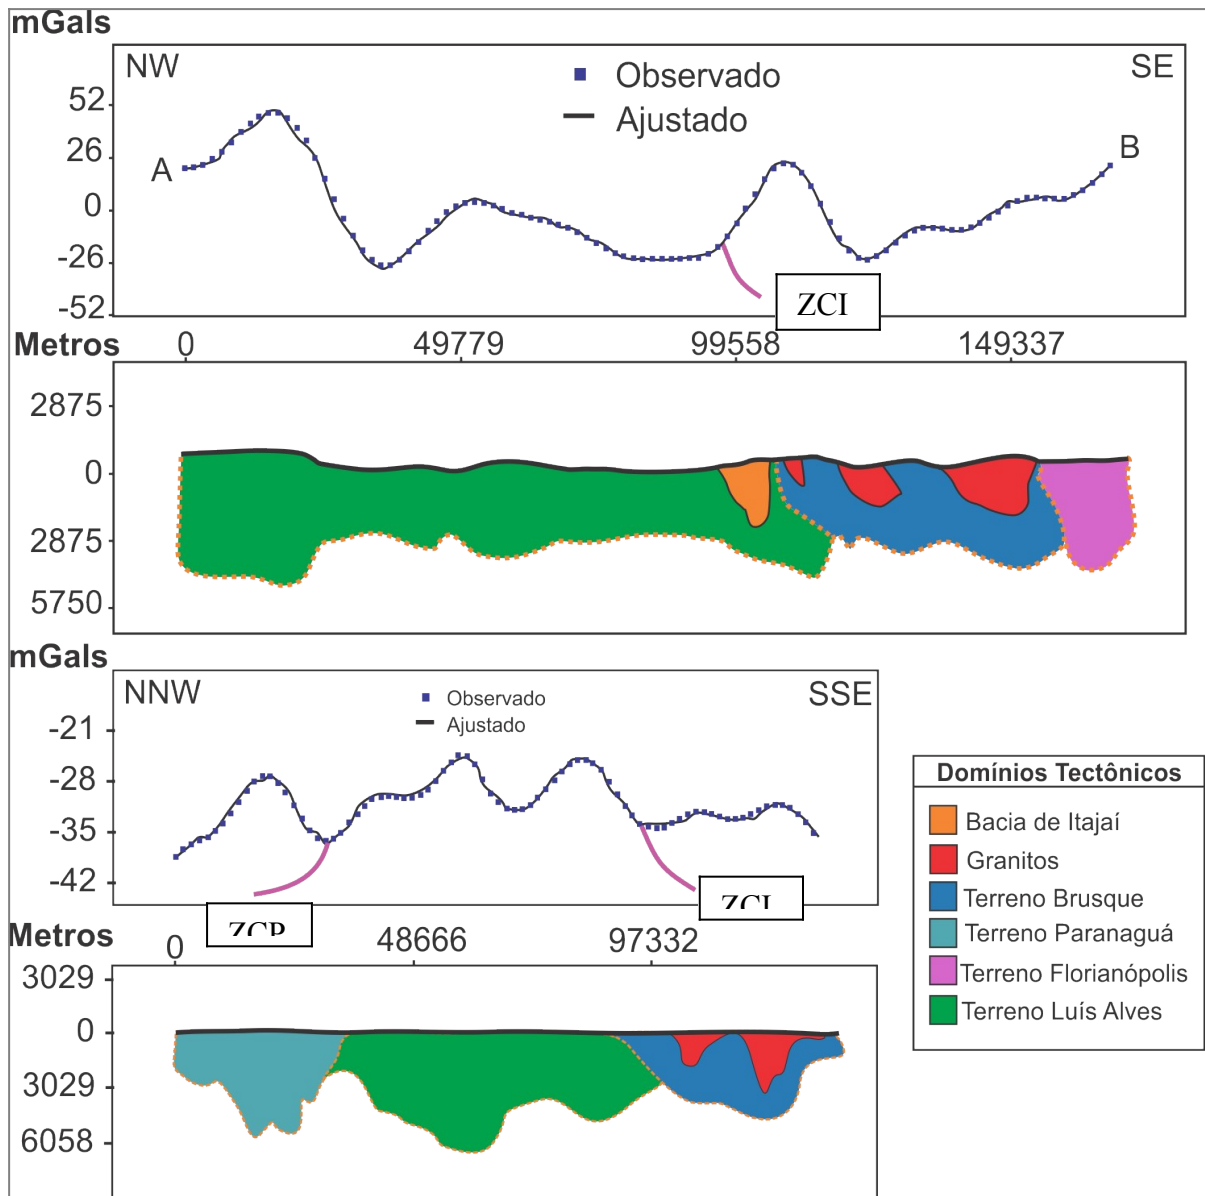 mGals
NW
SE
Observado
Ajustado
52
26
0
-26
-52
A
B
ZCI
Metros 0 49779 99558 149337
2875
0
2875
5750
mGals
NNW
SSE
Observado
Ajustado
-21
-28
-35
-42
ZCP
ZCI
Metros 0 48666 97332
3029
0
3029
6058
Domínios Tectônicos
Bacia de Itajaí
Granitos
Terreno Brusque
Terreno Paranaguá
Terreno Florianópolis
Terreno Luís Alves